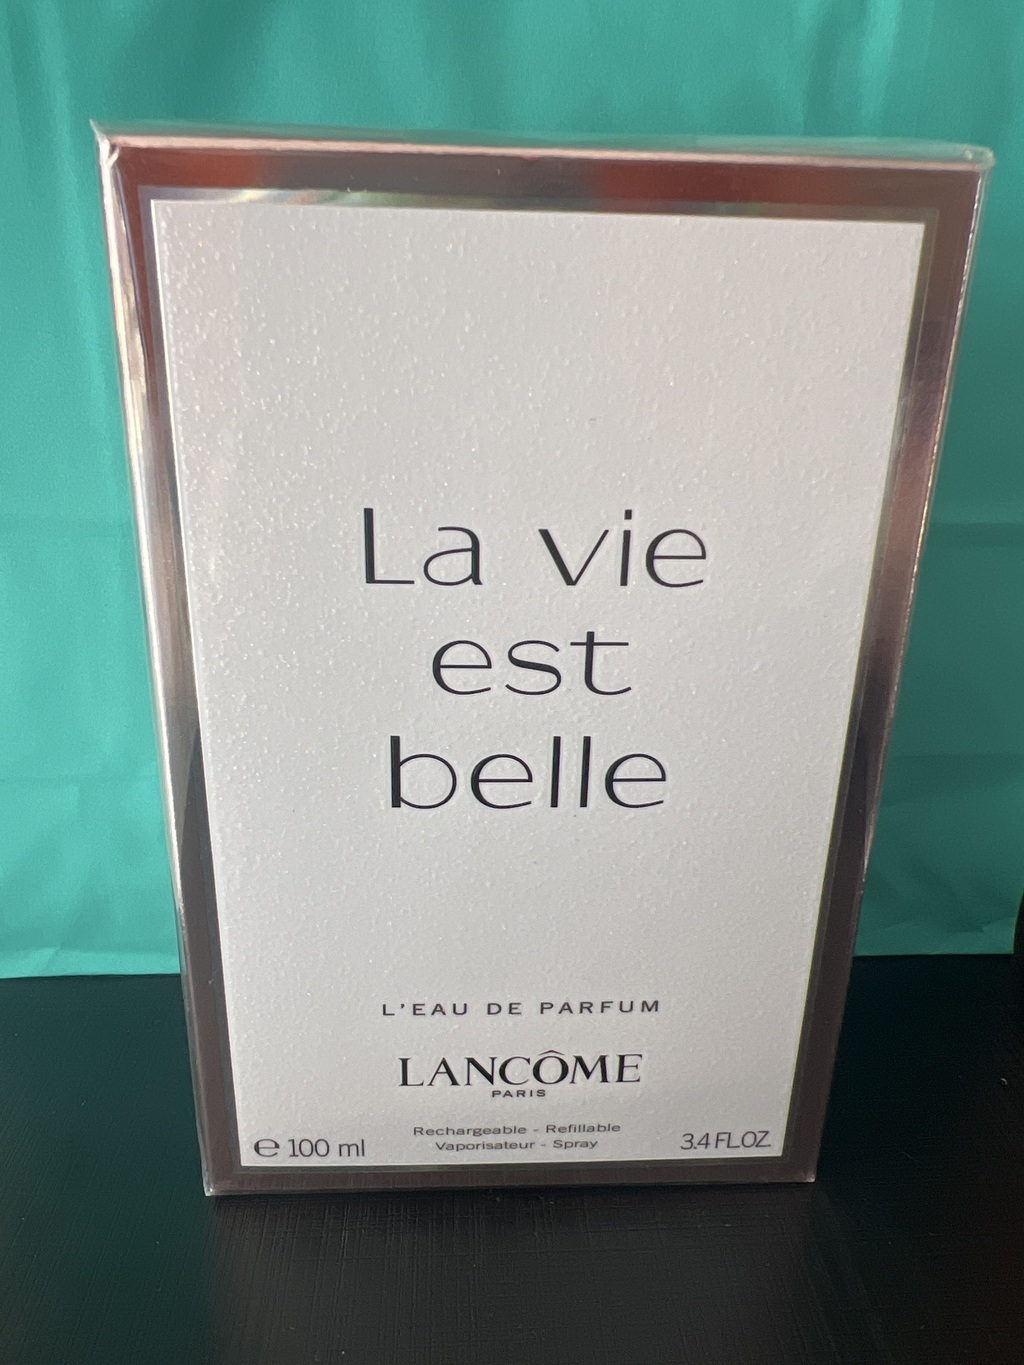 La vie
est
belle
L'EAU DE PARFUM
LANCÔME
PARIS
Rechargeable - Refillable
Vaporisateur - Spray
℮ 100 ml
3.4 FL.OZ.